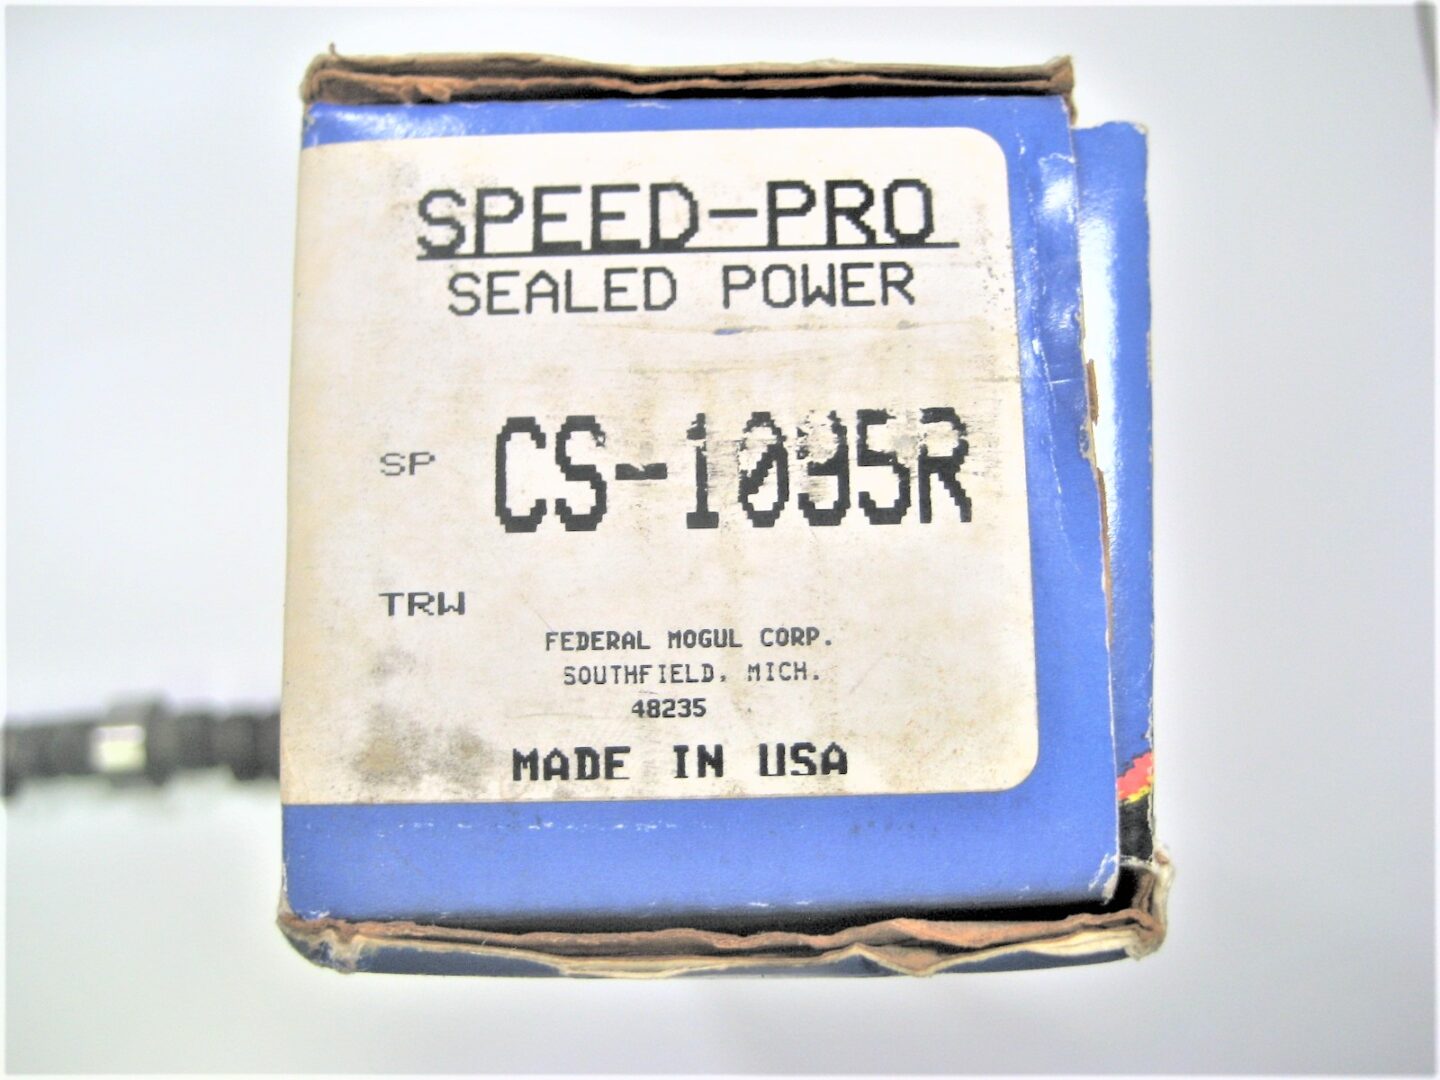 SPEED-PRO
SEALED POWER
SP CS-1095R
TRW
FEDERAL MOGUL CORP.
SOUTHFIELD, MICH.
48235
MADE IN USA